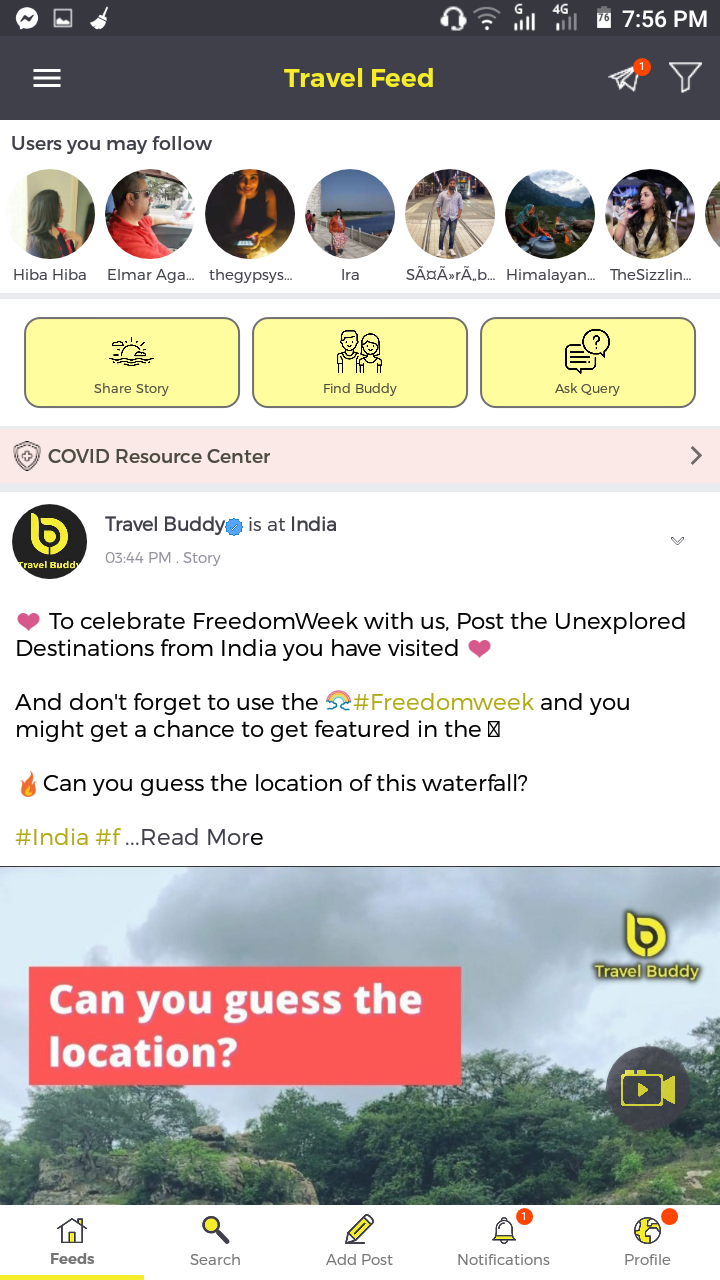 G 4G 76 7:56 PM
Travel Feed
1
Users you may follow
Hiba Hiba Elmar Aga... thegypsys... Ira SÃ¤Ã»rÃ„b... Himalayan... TheSizzlin...
Share Story Find Buddy Ask Query
COVID Resource Center
Travel Buddy is at India
03:44 PM . Story
Travel Buddy
❤ To celebrate FreedomWeek with us, Post the Unexplored
Destinations from India you have visited ❤
And don't forget to use the 🌈#Freedomweek and you
might get a chance to get featured in the
🔥Can you guess the location of this waterfall?
#India #f ...Read More
Travel Buddy
Can you guess the
location?
1
Feeds Search Add Post Notifications Profile